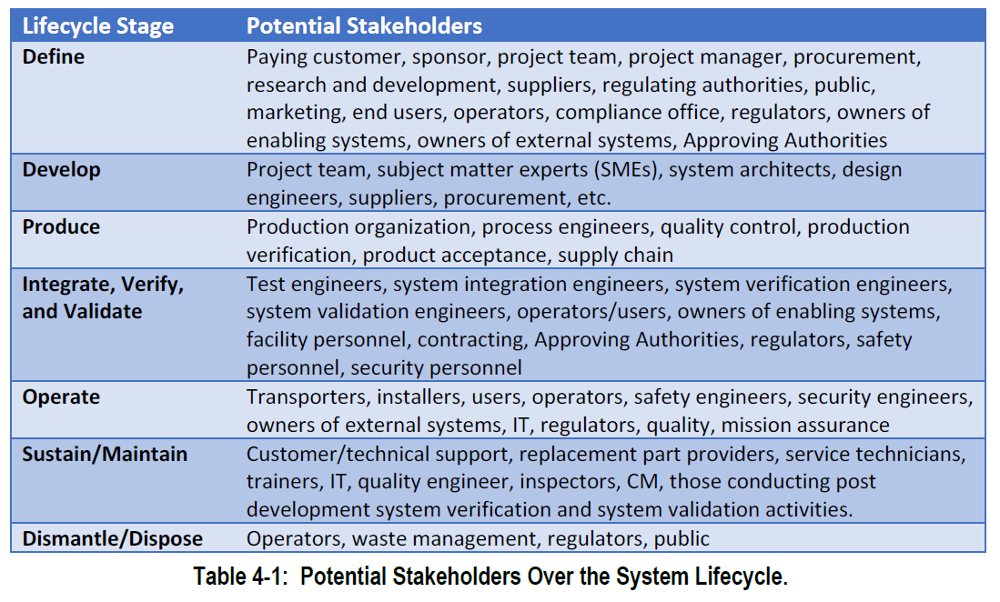 Lifecycle Stage Potential Stakeholders
Define Paying customer, sponsor, project team, project manager, procurement,
research and development, suppliers, regulating authorities, public,
marketing, end users, operators, compliance office, regulators, owners of
enabling systems, owners of external systems, Approving Authorities
Develop Project team, subject matter experts (SMEs), system architects, design
engineers, suppliers, procurement, etc.
Produce Production organization, process engineers, quality control, production
verification, product acceptance, supply chain
Integrate, Verify, Test engineers, system integration engineers, system verification engineers,
and Validate system validation engineers, operators/users, owners of enabling systems,
facility personnel, contracting, Approving Authorities, regulators, safety
personnel, security personnel
Operate Transporters, installers, users, operators, safety engineers, security engineers,
owners of external systems, IT, regulators, quality, mission assurance
Sustain/Maintain Customer/technical support, replacement part providers, service technicians,
trainers, IT, quality engineer, inspectors, CM, those conducting post
development system verification and system validation activities.
Dismantle/Dispose Operators, waste management, regulators, public
Table 4-1: Potential Stakeholders Over the System Lifecycle.